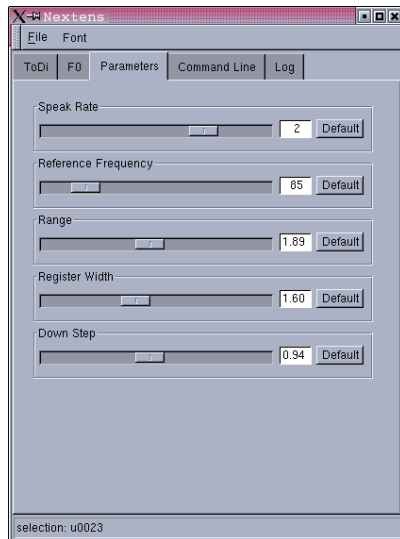 Nextens
File Font
ToDi F0 Parameters Command Line Log
Speak Rate
2 Default
Reference Frequency
85 Default
Range
1.89 Default
Register Width
1.60 Default
Down Step
0.94 Default
selection: u0023